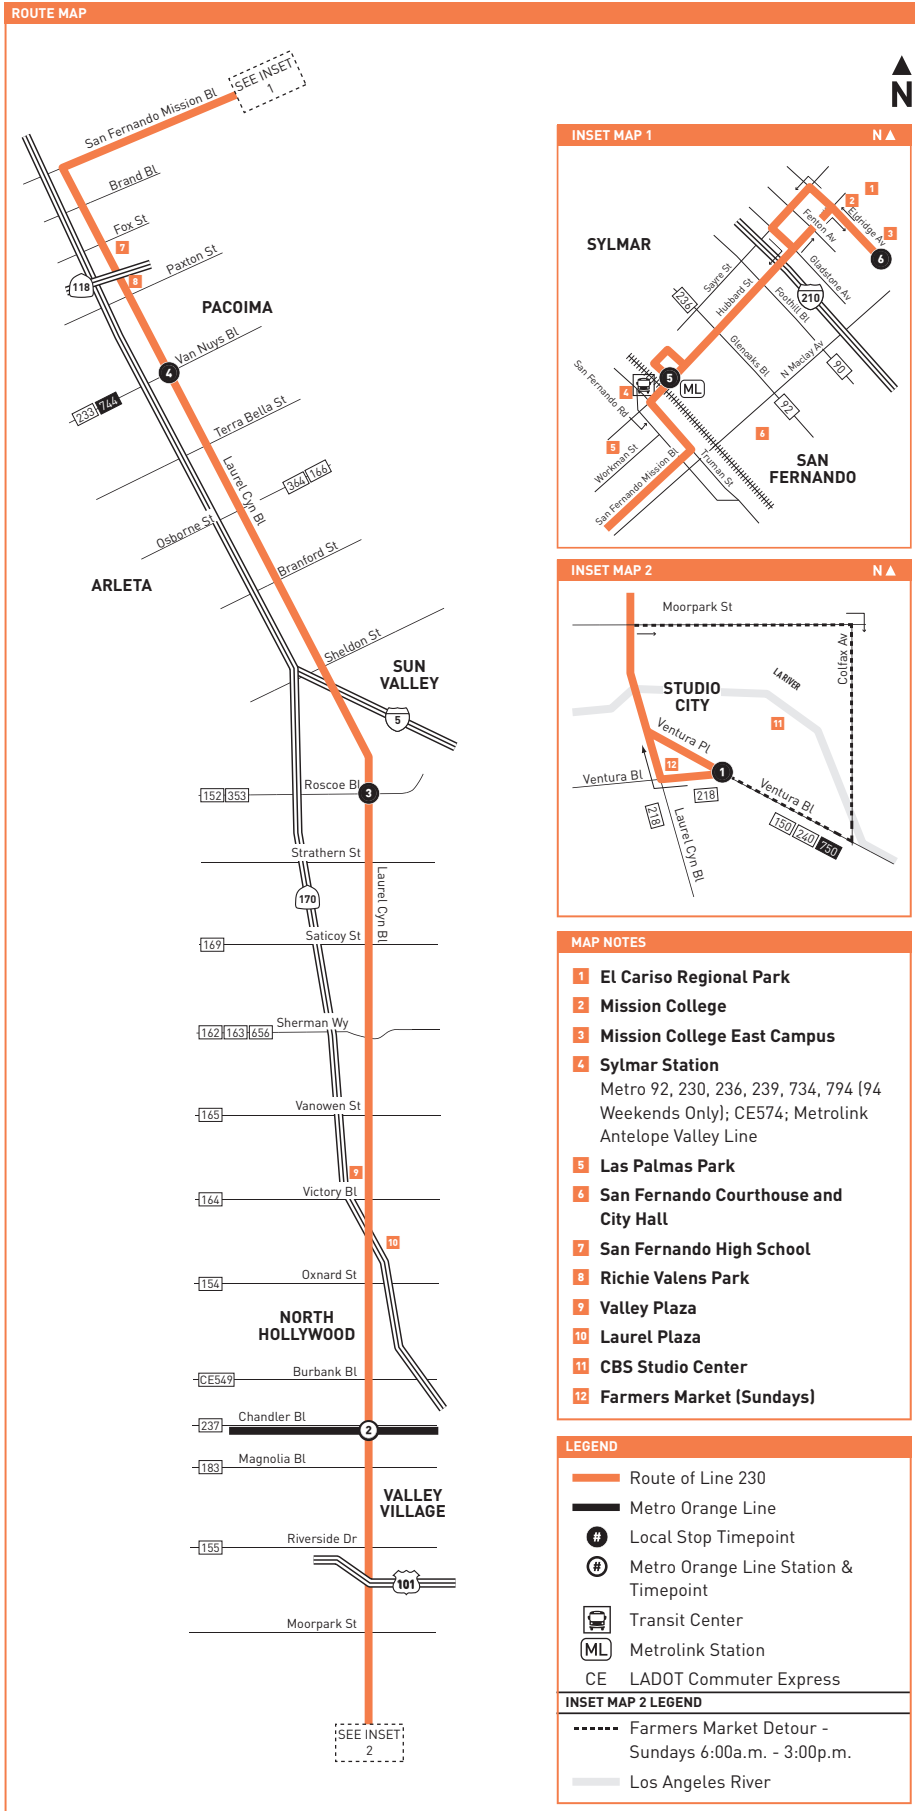 ROUTE MAP
N
SEE INSET
1
San Fernando Mission Bl
Brand Bl
Fox St
7
Paxton St
8
118
PACOIMA
Van Nuys Bl
4
233 744
Terra Bella St
Laurel Cyn Bl
364 166
Osborne St
Branford St
ARLETA
Sheldon St
SUN
VALLEY
5
Roscoe Bl
152 353
3
Strathern St
Laurel Cyn Bl
170
Saticoy St
169
Sherman Wy
162 163 656
Vanowen St
165
9
Victory Bl
164
10
Oxnard St
154
NORTH
HOLLYWOOD
Burbank Bl
CE549
Chandler Bl
237
2
Magnolia Bl
183
VALLEY
VILLAGE
Riverside Dr
155
101
Moorpark St
SEE INSET
2
INSET MAP 1
N
SYLMAR
1
2
Eldridge Av
3
6
Fenton Av
Gladstone Av
Sayre St
Hubbard St
Foothill Bl
210
236
Glenoaks Bl
N Maclay Av
90
92
San Fernando Rd
4
5
ML
5
6
Workman St
Truman St
San Fernando Mission Bl
SAN
FERNANDO
INSET MAP 2
N
Moorpark St
Colfax Av
STUDIO
CITY
LA RIVER
11
Ventura Pl
12
1
Ventura Bl
218
Ventura Bl
218
150 240 750
Laurel Cyn Bl
MAP NOTES
1 El Cariso Regional Park
2 Mission College
3 Mission College East Campus
4 Sylmar Station
Metro 92, 230, 236, 239, 734, 794 (94
Weekends Only); CE574; Metrolink
Antelope Valley Line
5 Las Palmas Park
6 San Fernando Courthouse and
City Hall
7 San Fernando High School
8 Richie Valens Park
9 Valley Plaza
10 Laurel Plaza
11 CBS Studio Center
12 Farmers Market (Sundays)
LEGEND
Route of Line 230
Metro Orange Line
# Local Stop Timepoint
# Metro Orange Line Station &
Timepoint
Transit Center
ML Metrolink Station
CE LADOT Commuter Express
INSET MAP 2 LEGEND
Farmers Market Detour -
Sundays 6:00a.m. - 3:00p.m.
Los Angeles River